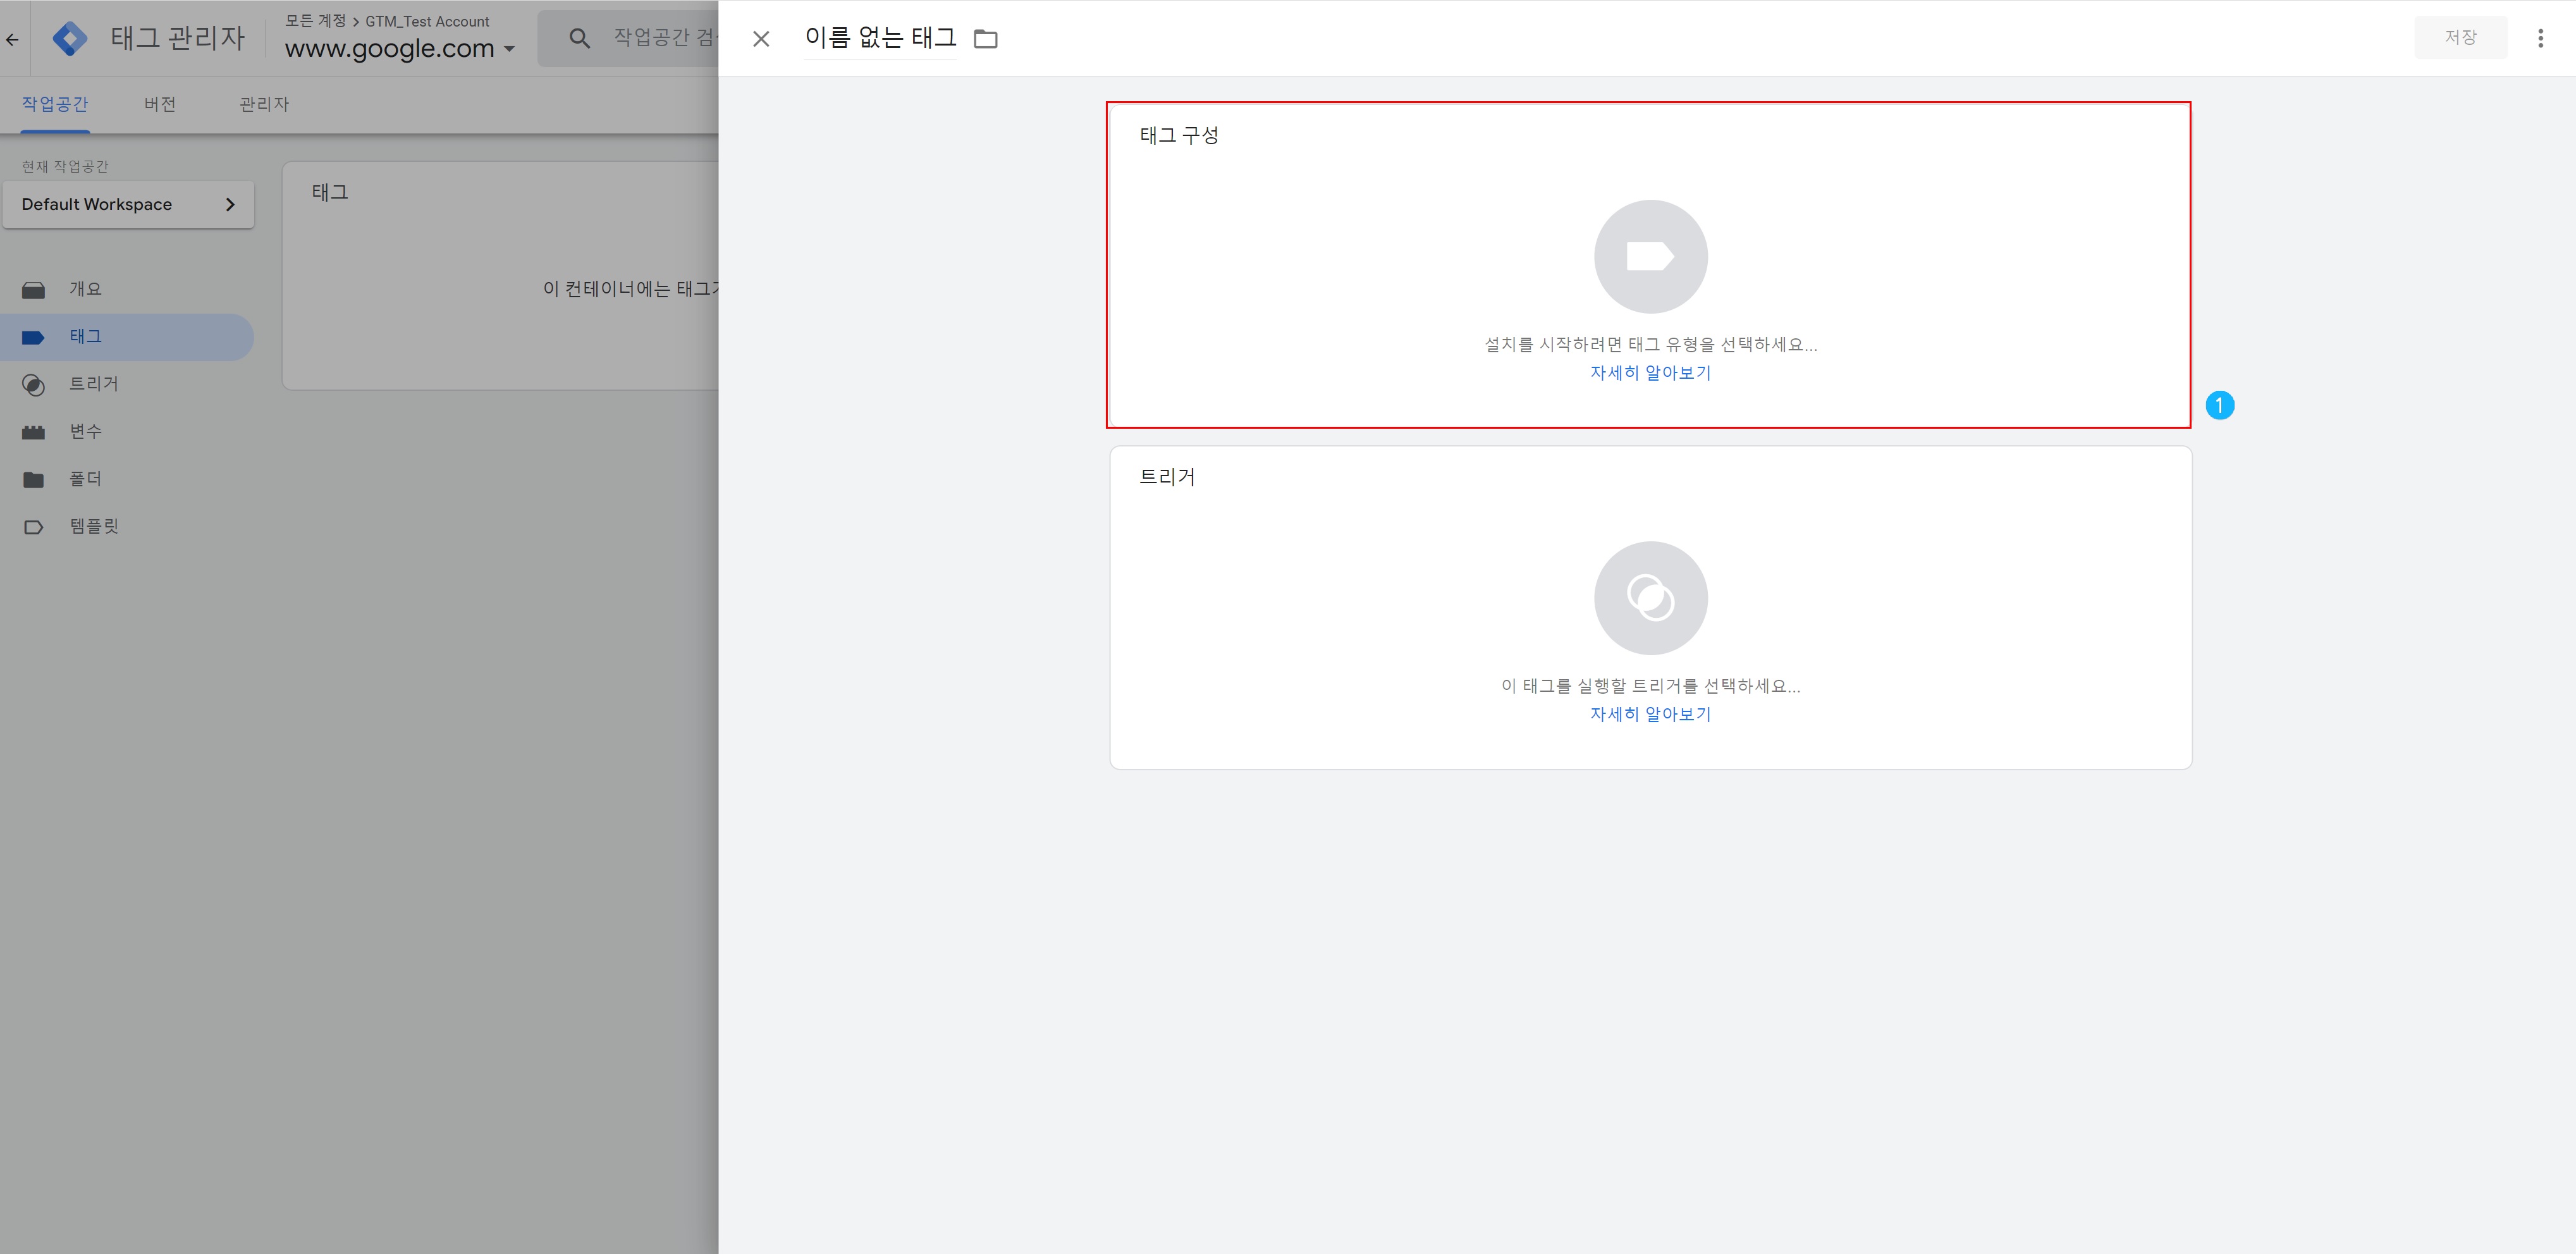 태그 관리자
모든 계정 > GTM_Test Account
www.google.com
작업공간 검
이름 없는 태그
저장
작업공간
버전
관리자
현재 작업공간
Default Workspace
개요
태그
트리거
변수
폴더
템플릿
태그
이 컨테이너에는 태그
태그 구성
설치를 시작하려면 태그 유형을 선택하세요...
자세히 알아보기
1
트리거
이 태그를 실행할 트리거를 선택하세요...
자세히 알아보기